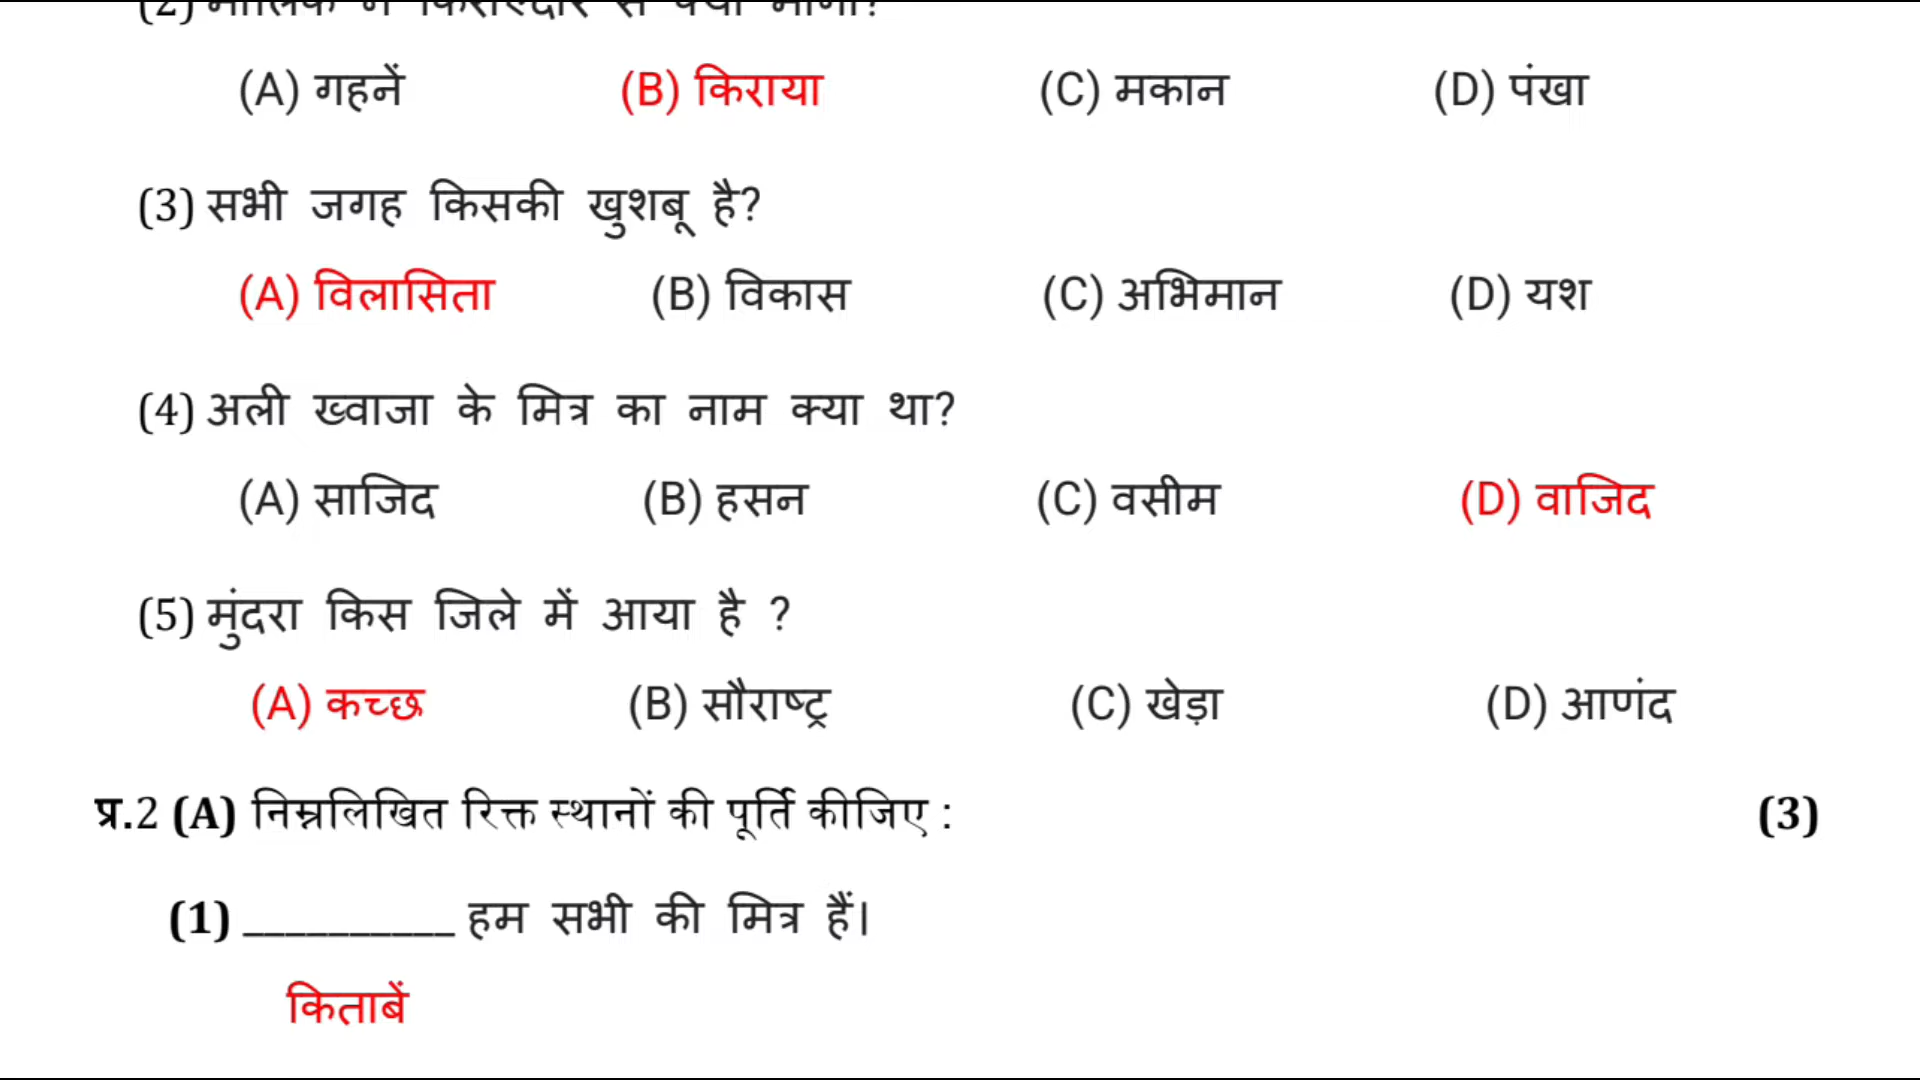 (A) गहनें (B) किराया (C) मकान (D) पंखा
(3) सभी जगह किसकी खुशबू है?
(A) विलासिता (B) विकास (C) अभिमान (D) यश
(4) अली ख्वाजा के मित्र का नाम क्या था?
(A) साजिद (B) हसन (C) वसीम (D) वाजिद
(5) मुंदरा किस जिले में आया है ?
(A) कच्छ (B) सौराष्ट्र (C) खेड़ा (D) आणंद
प्र.2 (A) निम्नलिखित रिक्त स्थानों की पूर्ति कीजिए : (3)
(1) __________ हम सभी की मित्र हैं।
किताबें